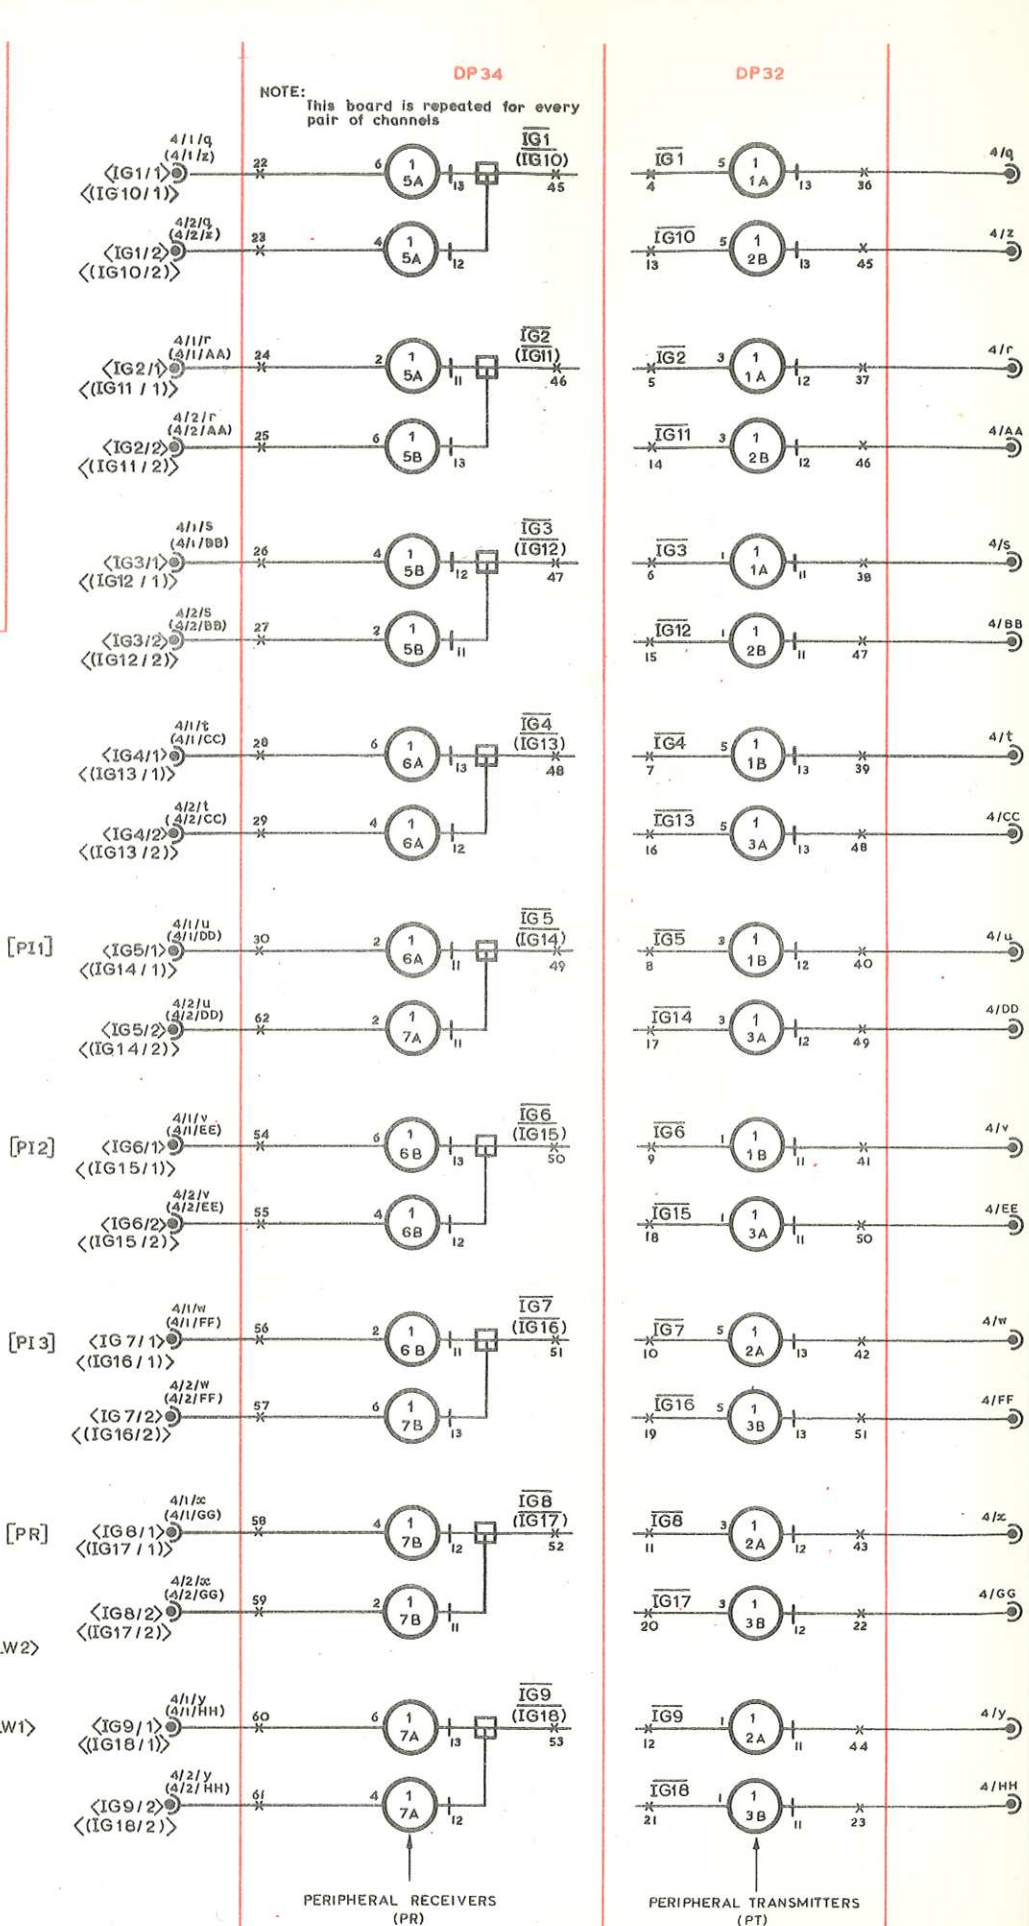 DP34
DP32
NOTE:
This board is repeated for every
pair of channels
4/1/q
(4/1/z)
<IG1/1>
<(IG10/1)>
22
6
1
5A
13
IG1
(IG10)
45
IG1
4
5
1
1A
13
36
4/q
4/2/q
(4/2/z)
<IG1/2>
<(IG10/2)>
23
4
1
5A
12
IG10
13
5
1
2B
13
45
4/z
4/1/r
(4/1/AA)
<IG2/1>
<(IG11/1)>
24
2
1
5A
11
IG2
(IG11)
46
IG2
5
3
1
1A
12
37
4/r
4/2/r
(4/2/AA)
<IG2/2>
<(IG11/2)>
25
6
1
5B
13
IG11
14
3
1
2B
12
46
4/AA
4/1/s
(4/1/BB)
<IG3/1>
<(IG12/1)>
26
4
1
5B
12
IG3
(IG12)
47
IG3
6
1
1
1A
11
38
4/s
4/2/s
(4/2/BB)
<IG3/2>
<(IG12/2)>
27
2
1
5B
11
IG12
15
1
1
2B
11
47
4/BB
4/1/t
(4/1/CC)
<IG4/1>
<(IG13/1)>
28
6
1
6A
13
IG4
(IG13)
48
IG4
7
5
1
1B
13
39
4/t
4/2/t
(4/2/CC)
<IG4/2>
<(IG13/2)>
29
4
1
6A
12
IG13
16
5
1
3A
13
48
4/CC
[PI1]
4/1/u
(4/1/DD)
<IG5/1>
<(IG14/1)>
30
2
1
6A
11
IG5
(IG14)
49
IG5
8
3
1
1B
12
40
4/u
4/2/u
(4/2/DD)
<IG5/2>
<(IG14/2)>
62
2
1
7A
11
IG14
17
3
1
3A
12
49
4/DD
[PI2]
4/1/v
(4/1/EE)
<IG6/1>
<(IG15/1)>
54
6
1
6B
13
IG6
(IG15)
50
IG6
9
1
1
1B
11
41
4/v
4/2/v
(4/2/EE)
<IG6/2>
<(IG15/2)>
55
4
1
6B
12
IG15
18
1
1
3A
11
50
4/EE
[PI3]
4/1/w
(4/1/FF)
<IG7/1>
<(IG16/1)>
56
2
1
6B
11
IG7
(IG16)
51
IG7
10
5
1
2A
13
42
4/w
4/2/w
(4/2/FF)
<IG7/2>
<(IG16/2)>
57
6
1
7B
13
IG16
19
5
1
3B
13
51
4/FF
[PR]
4/1/x
(4/1/GG)
<IG8/1>
<(IG17/1)>
58
4
1
7B
12
IG8
(IG17)
52
IG8
11
3
1
2A
12
43
4/x
4/2/x
(4/2/GG)
<IG8/2>
<(IG17/2)>
59
2
1
7B
11
IG17
20
3
1
3B
12
22
4/GG
W2>
W1>
4/1/y
(4/1/HH)
<IG9/1>
<(IG18/1)>
60
6
1
7A
13
IG9
(IG18)
53
IG9
12
1
1
2A
11
44
4/y
4/2/y
(4/2/HH)
<IG9/2>
<(IG18/2)>
61
4
1
7A
12
IG18
21
1
1
3B
11
23
4/HH
PERIPHERAL RECEIVERS
(PR)
PERIPHERAL TRANSMITTERS
(PT)